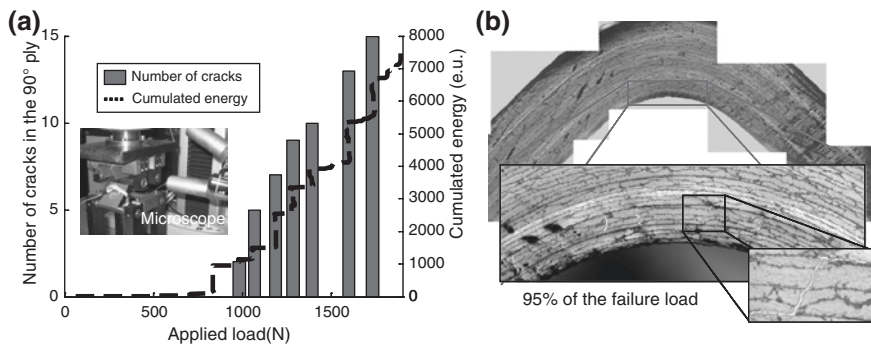 (a)
15
10
5
0
Number of cracks in the 90° ply
Number of cracks
Cumulated energy
Microscope
8000
7000
6000
5000
4000
3000
2000
1000
0
Cumulated energy (e.u.)
0
500
1000
1500
Applied load(N)
(b)
95% of the failure load